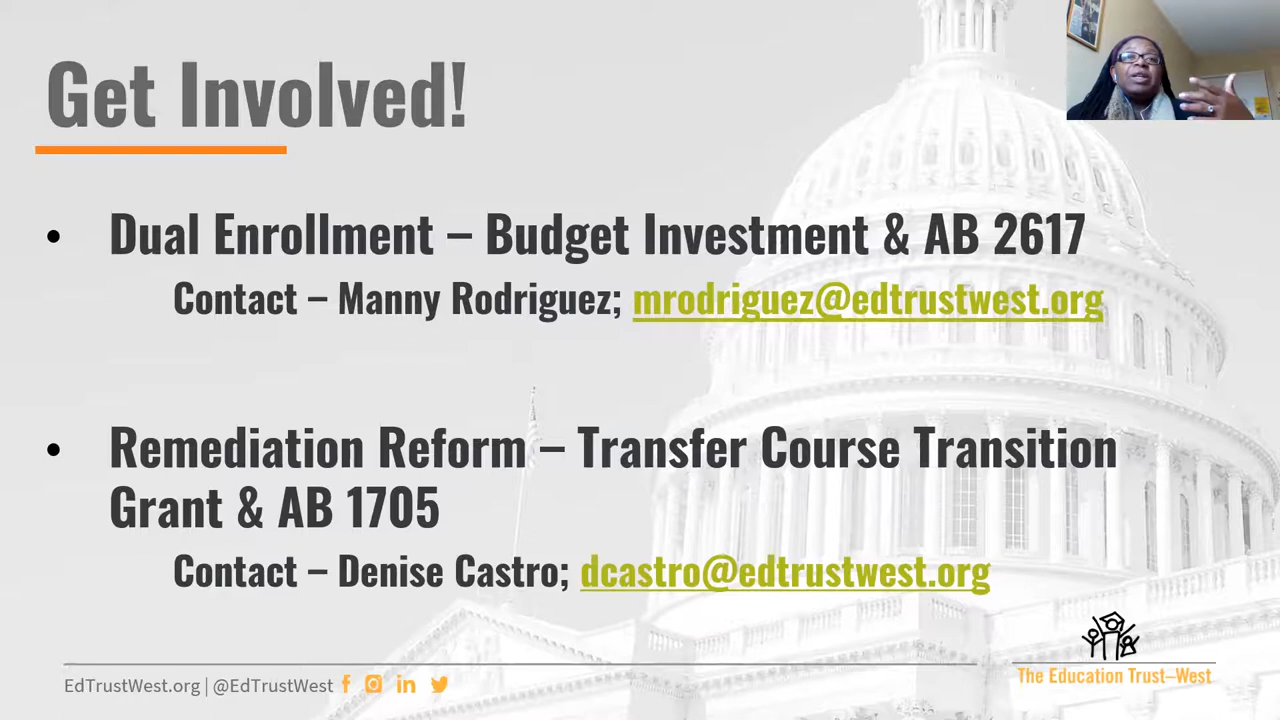 Get Involved!
• Dual Enrollment – Budget Investment & AB 2617
Contact – Manny Rodriguez; mrodriguez@edtrustwest.org
• Remediation Reform – Transfer Course Transition
Grant & AB 1705
Contact – Denise Castro; dcastro@edtrustwest.org
EdTrustWest.org | @EdTrustWest
The Education Trust–West